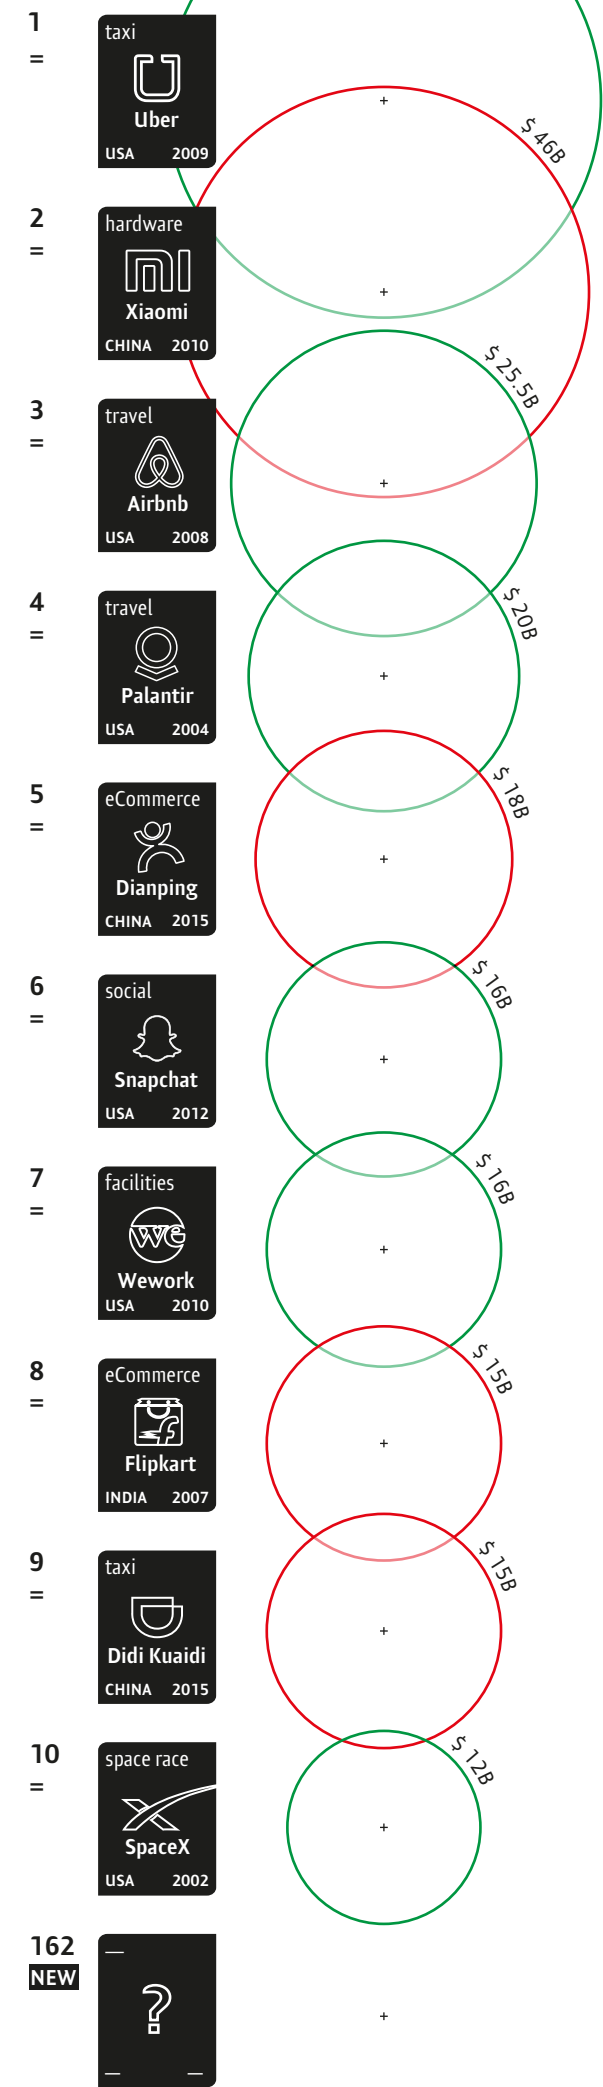 1
=
taxi
Uber
USA 2009
$ 46B
2
=
hardware
Xiaomi
CHINA 2010
$ 25.5B
3
=
travel
Airbnb
USA 2008
$ 20B
4
=
travel
Palantir
USA 2004
$ 18B
5
=
eCommerce
Dianping
CHINA 2015
$ 16B
6
=
social
Snapchat
USA 2012
$ 16B
7
=
facilities
we
Wework
USA 2010
$ 15B
8
=
eCommerce
f
Flipkart
INDIA 2007
$ 15B
9
=
taxi
Didi Kuaidi
CHINA 2015
$ 12B
10
=
space race
SpaceX
USA 2002
162
NEW
?